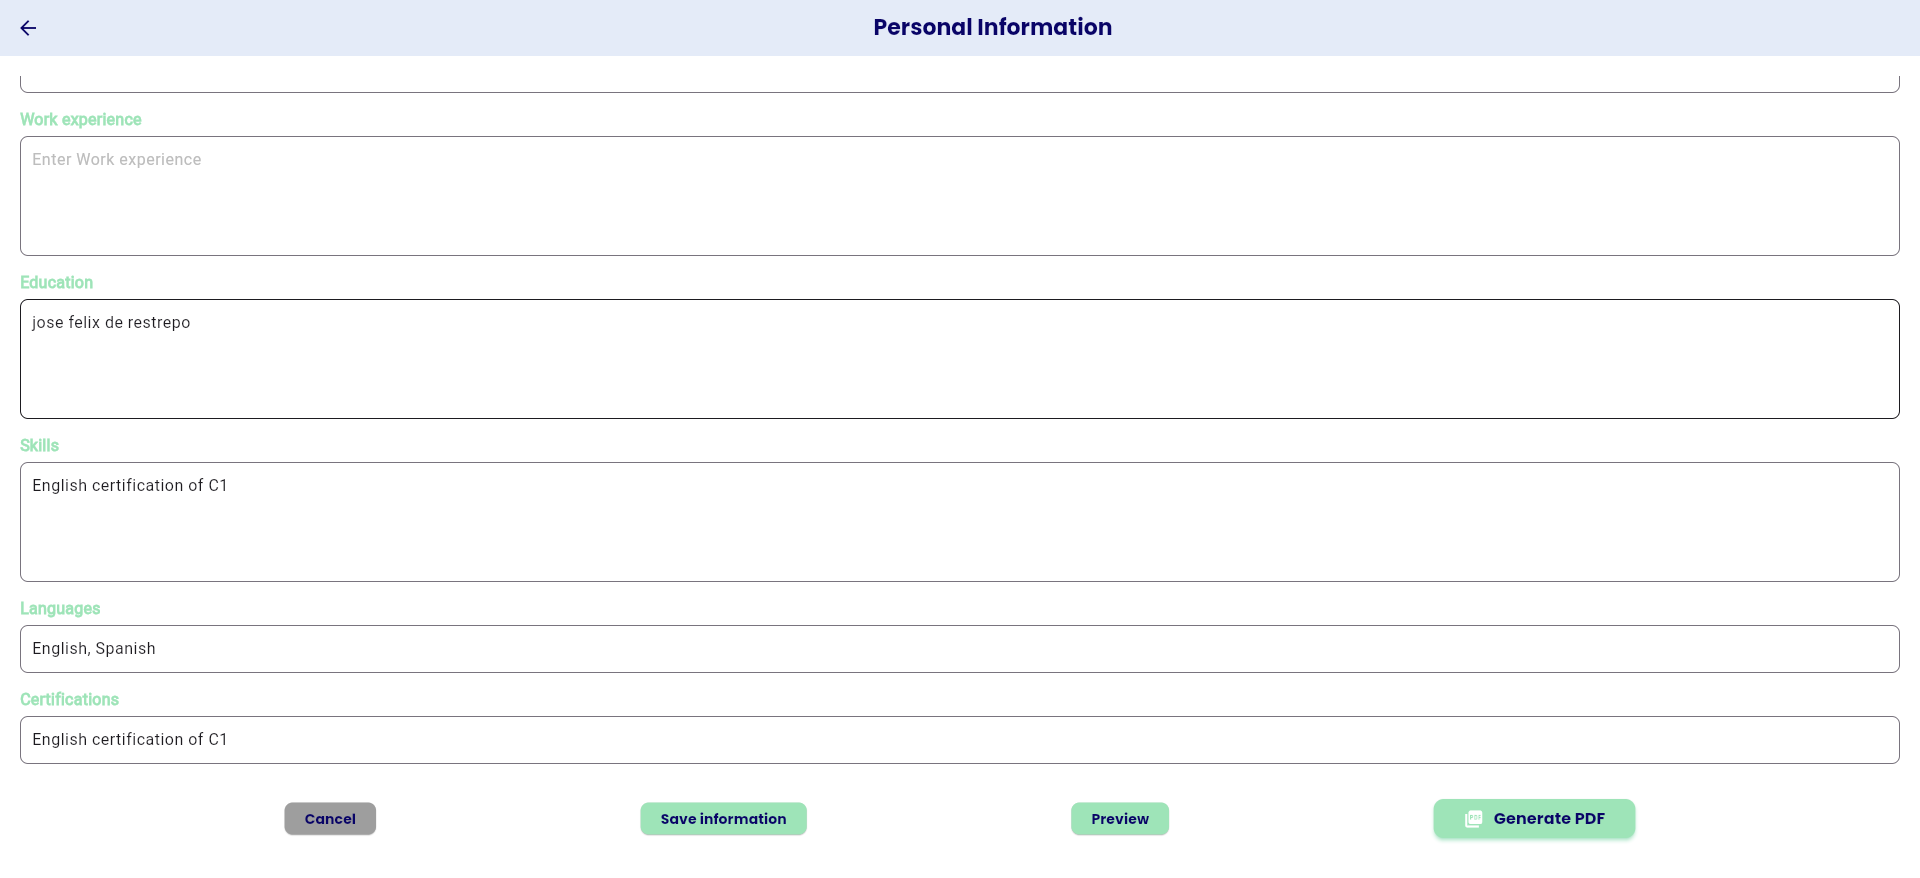 Personal Information
Work experience
Enter Work experience
Education
jose felix de restrepo
Skills
English certification of C1
Languages
English, Spanish
Certifications
English certification of C1
Cancel
Save information
Preview
PDF
Generate PDF